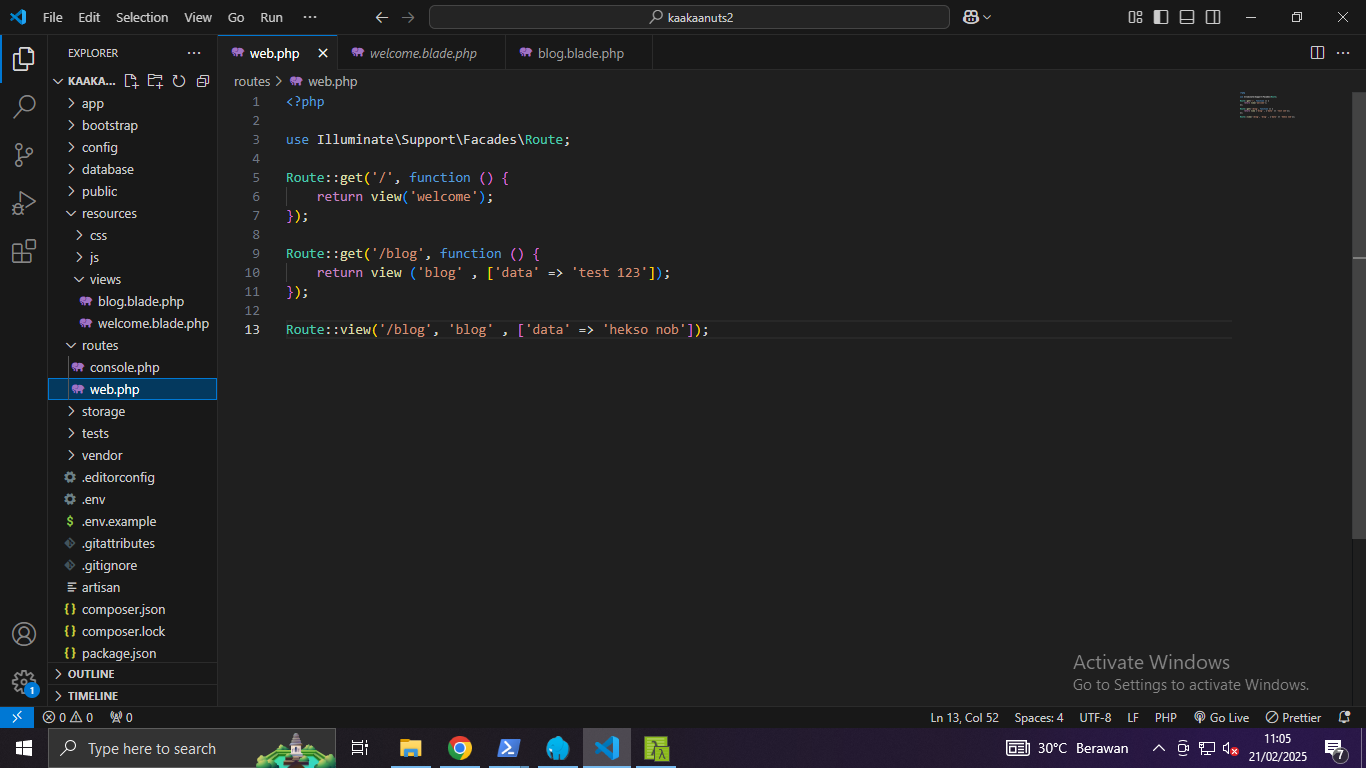 File Edit Selection View Go Run ··· kaakaanuts2
EXPLORER ···
web.php welcome.blade.php blog.blade.php
KAAKA...
routes > web.php
app
bootstrap
config
database
public
resources
css
js
views
blog.blade.php
welcome.blade.php
routes
console.php
web.php
storage
tests
vendor
.editorconfig
.env
.env.example
.gitattributes
.gitignore
artisan
composer.json
composer.lock
package.json
OUTLINE
TIMELINE
1 <?php
2
3 use Illuminate\Support\Facades\Route;
4
5 Route::get('/', function () {
6 return view('welcome');
7 });
8
9 Route::get('/blog', function () {
10 return view ('blog' , ['data' => 'test 123']);
11 });
12
13 Route::view('/blog', 'blog' , ['data' => 'hekso nob']);
Activate Windows
Go to Settings to activate Windows.
1
0 0 0 Ln 13, Col 52 Spaces: 4 UTF-8 LF PHP Go Live Prettier
Type here to search 30°C Berawan 11:05
21/02/2025 7